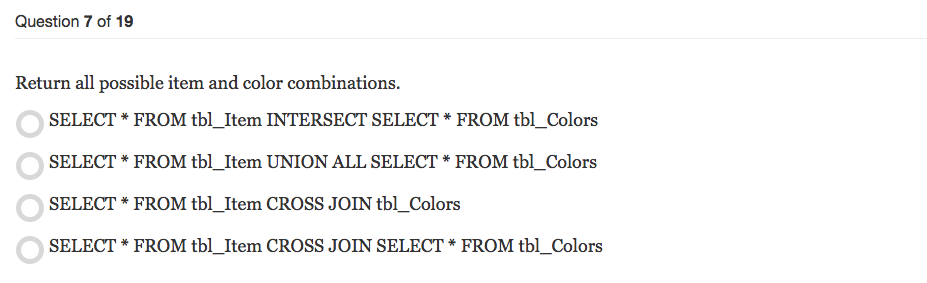 Question 7 of 19
Return all possible item and color combinations.
SELECT * FROM tbl_Item INTERSECT SELECT * FROM tbl_Colors
SELECT * FROM tbl_Item UNION ALL SELECT * FROM tbl_Colors
SELECT * FROM tbl_Item CROSS JOIN tbl_Colors
SELECT * FROM tbl_Item CROSS JOIN SELECT * FROM tbl_Colors